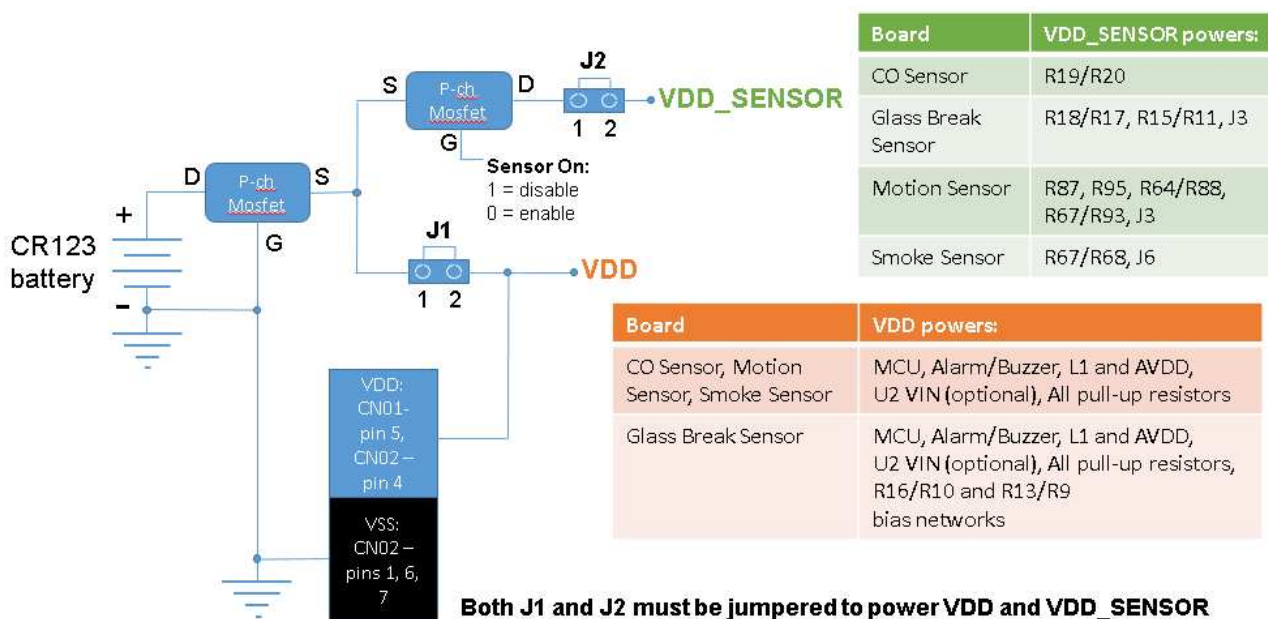 J2
S
P-ch
Mosfet
D
1 2
VDD_SENSOR
G
Sensor On:
1 = disable
0 = enable
D
P-ch
Mosfet
S
G
+
CR123
battery
-
J1
1 2
VDD
VDD:
CN01-
pin 5,
CN02 –
pin 4
VSS:
CN02 –
pins 1, 6,
7
Board VDD_SENSOR powers:
CO Sensor R19/R20
Glass Break R18/R17, R15/R11, J3
Sensor
Motion Sensor R87, R95, R64/R88,
R67/R93, J3
Smoke Sensor R67/R68, J6
Board VDD powers:
CO Sensor, Motion MCU, Alarm/Buzzer, L1 and AVDD,
Sensor, Smoke Sensor U2 VIN (optional), All pull-up resistors
Glass Break Sensor MCU, Alarm/Buzzer, L1 and AVDD,
U2 VIN (optional), All pull-up resistors,
R16/R10 and R13/R9
bias networks
Both J1 and J2 must be jumpered to power VDD and VDD_SENSOR